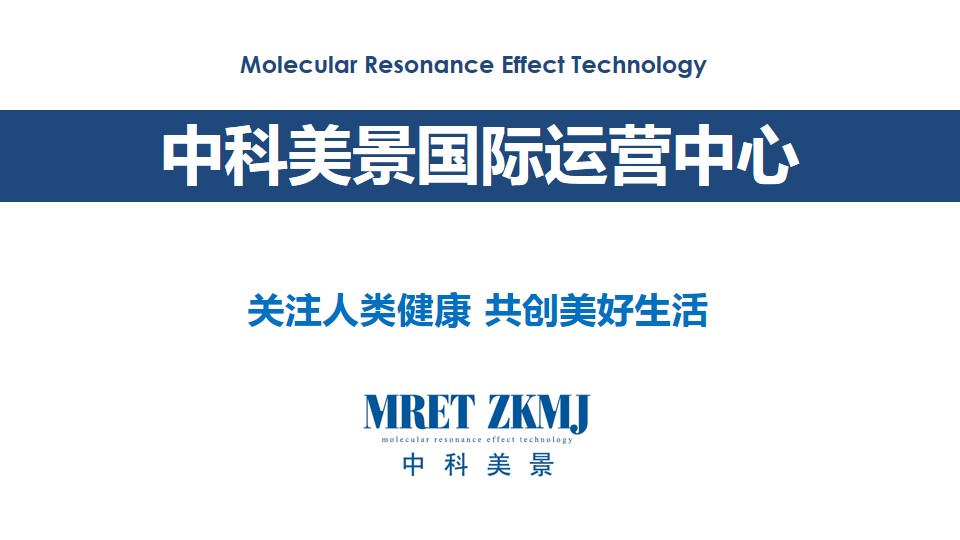 Molecular Resonance Effect Technology
中科美景国际运营中心
关注人类健康 共创美好生活
MRET ZKMJ
molecular resonance effect technology
中科美景